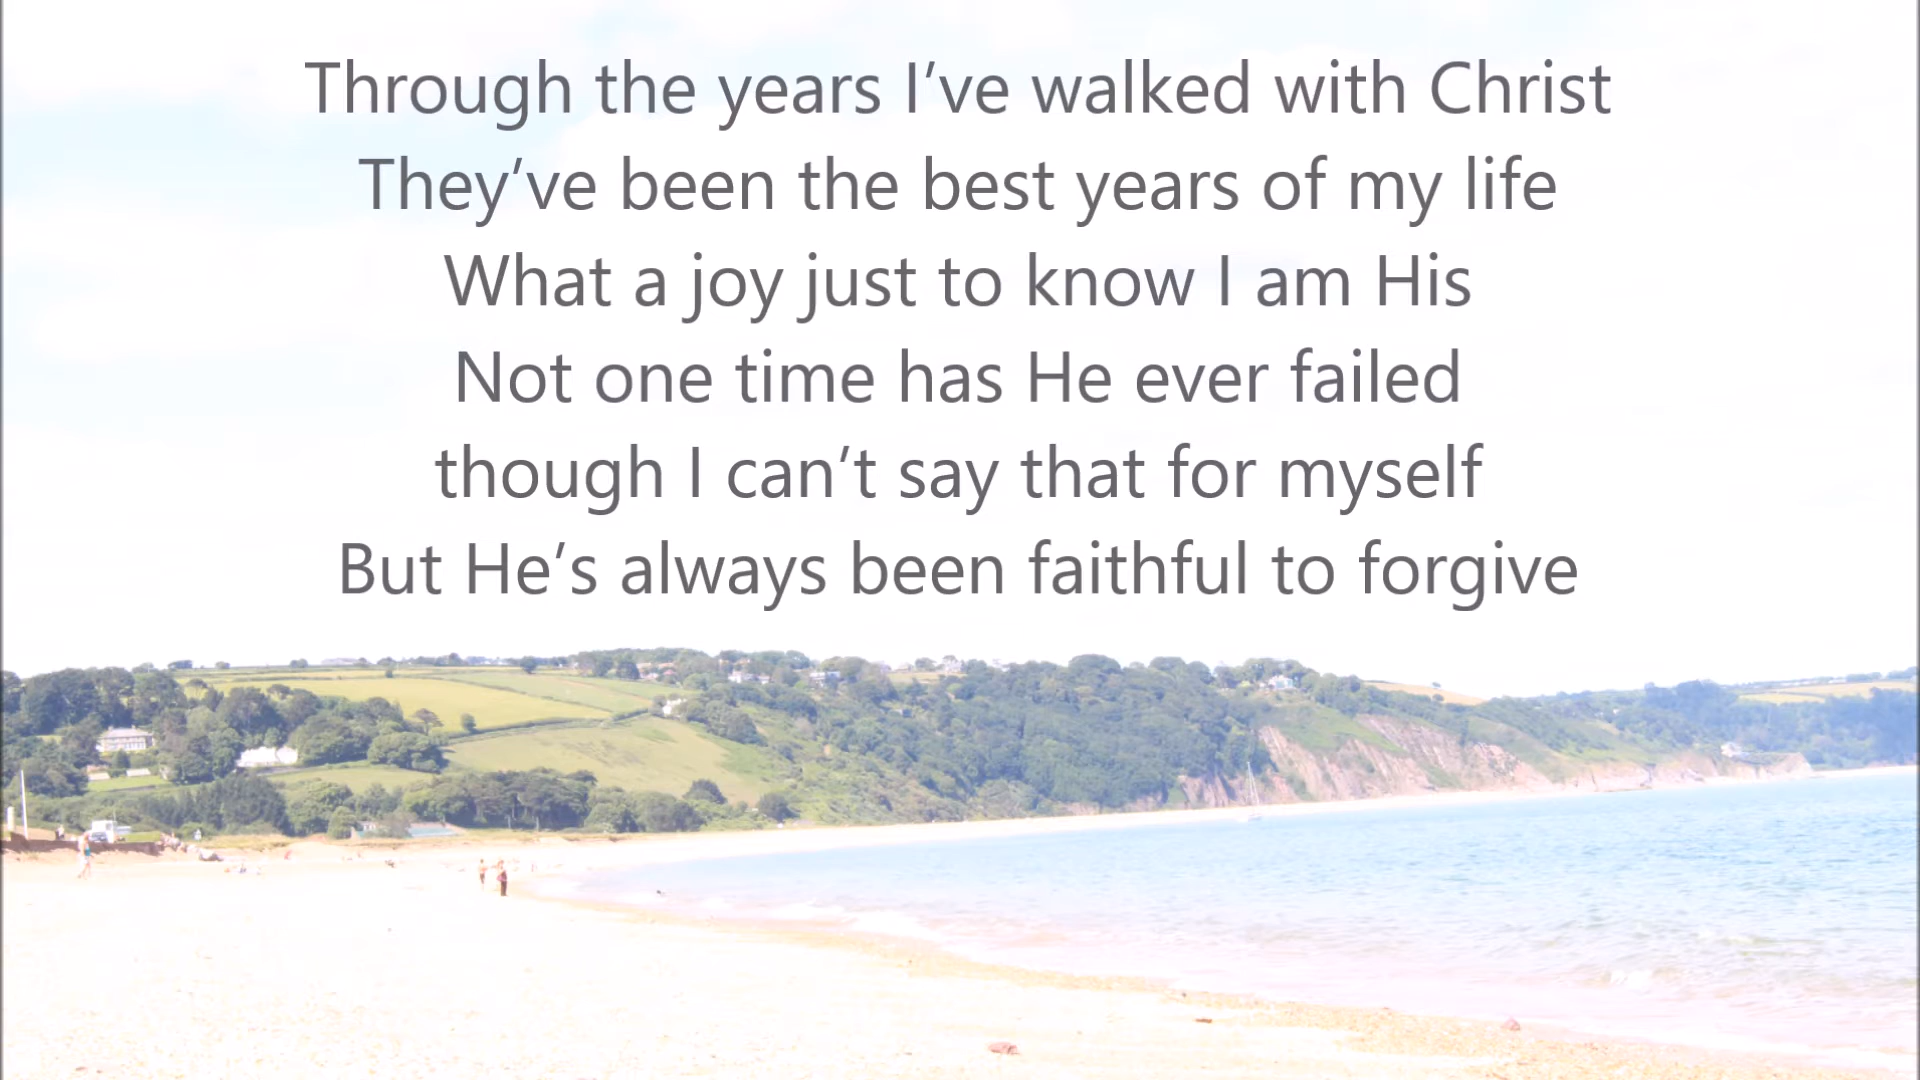 Through the years I’ve walked with Christ
They’ve been the best years of my life
What a joy just to know I am His
Not one time has He ever failed
though I can’t say that for myself
But He’s always been faithful to forgive